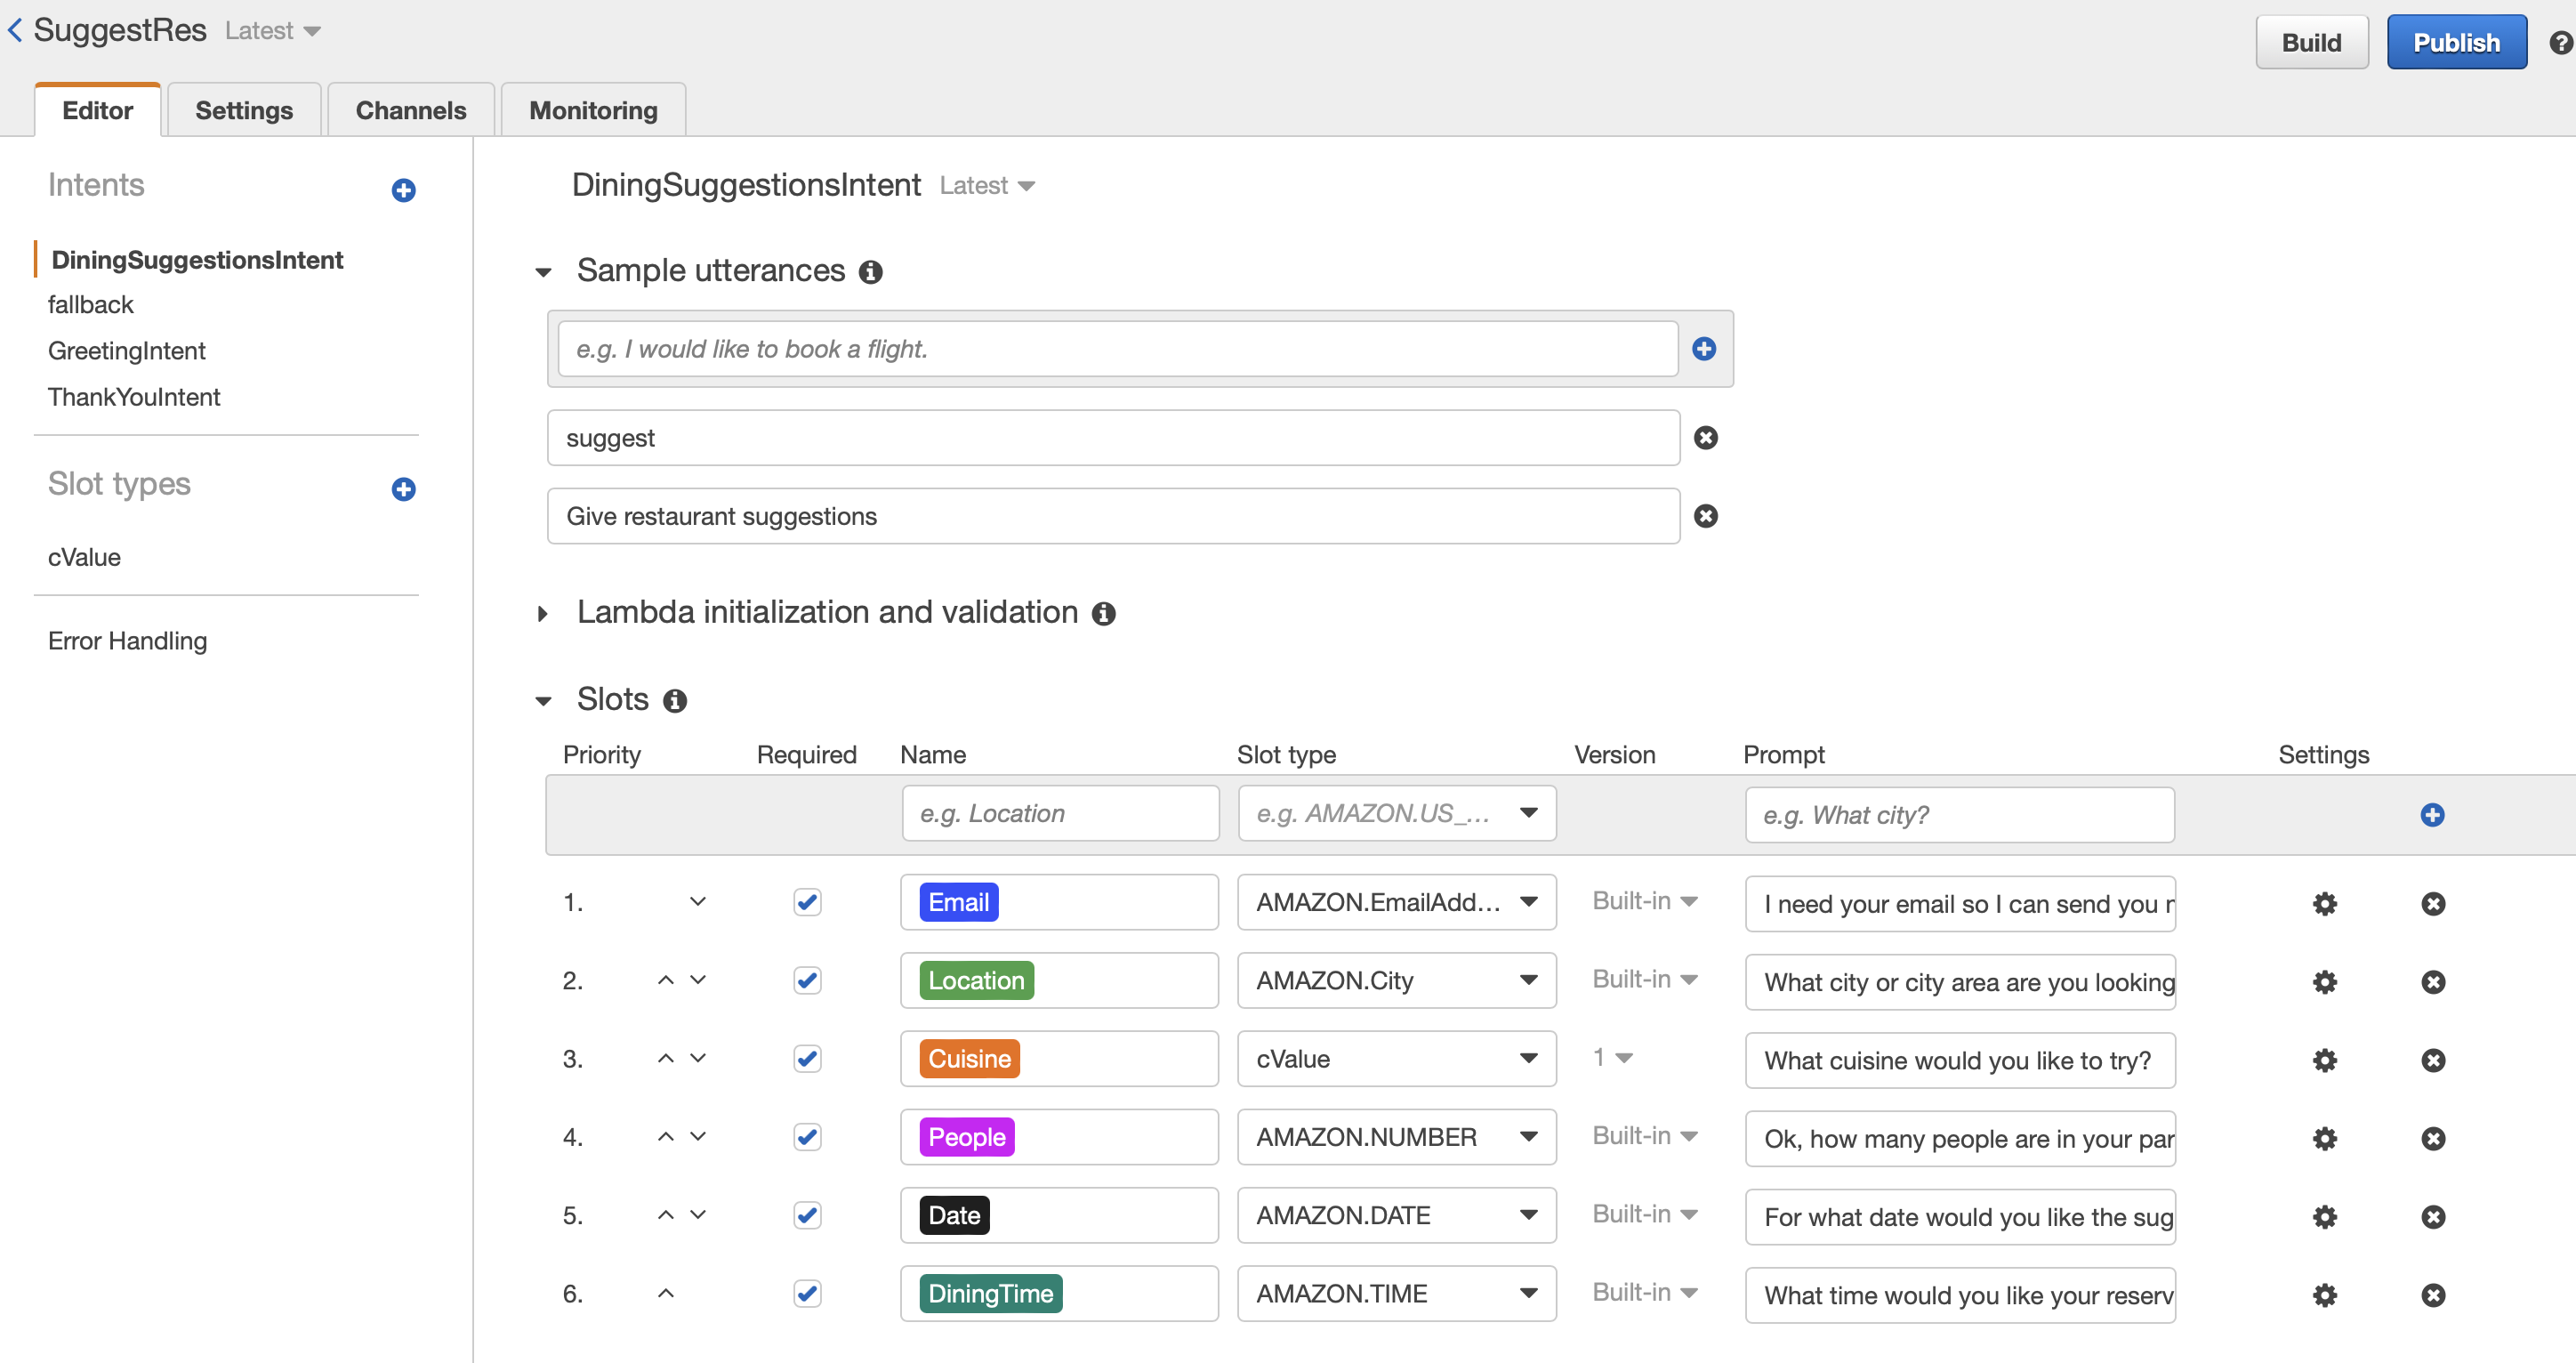 SuggestRes Latest
Build
Publish
Editor
Settings
Channels
Monitoring
Intents
DiningSuggestionsIntent
fallback
GreetingIntent
ThankYouIntent
Slot types
cValue
Error Handling
DiningSuggestionsIntent Latest
Sample utterances
e.g. I would like to book a flight.
suggest
Give restaurant suggestions
Lambda initialization and validation
Slots
Priority Required Name Slot type Version Prompt Settings
e.g. Location e.g. AMAZON.US_... e.g. What city?
1. Email AMAZON.EmailAdd... Built-in I need your email so I can send you
2. Location AMAZON.City Built-in What city or city area are you looking
3. Cuisine cValue 1 What cuisine would you like to try?
4. People AMAZON.NUMBER Built-in Ok, how many people are in your par
5. Date AMAZON.DATE Built-in For what date would you like the sug
6. DiningTime AMAZON.TIME Built-in What time would you like your reserv